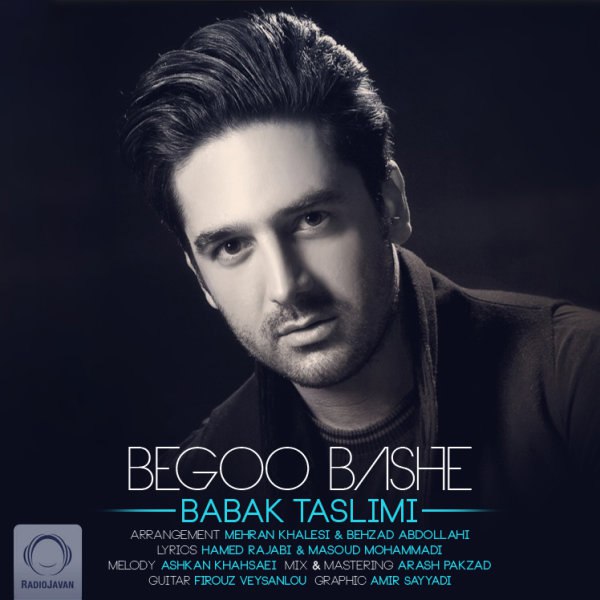 BEGOO BASHE
BABAK TASLIMI
ARRANGEMENT MEHRAN KHALESI & BEHZAD ABDOLLAHI
LYRICS HAMED RAJABI & MASOUD MOHAMMADI
MELODY ASHKAN KHAHSAEI MIX & MASTERING ARASH PAKZAD
GUITAR FIROUZ VEYSANLOU GRAPHIC AMIR SAYYADI
RADIOJAVAN